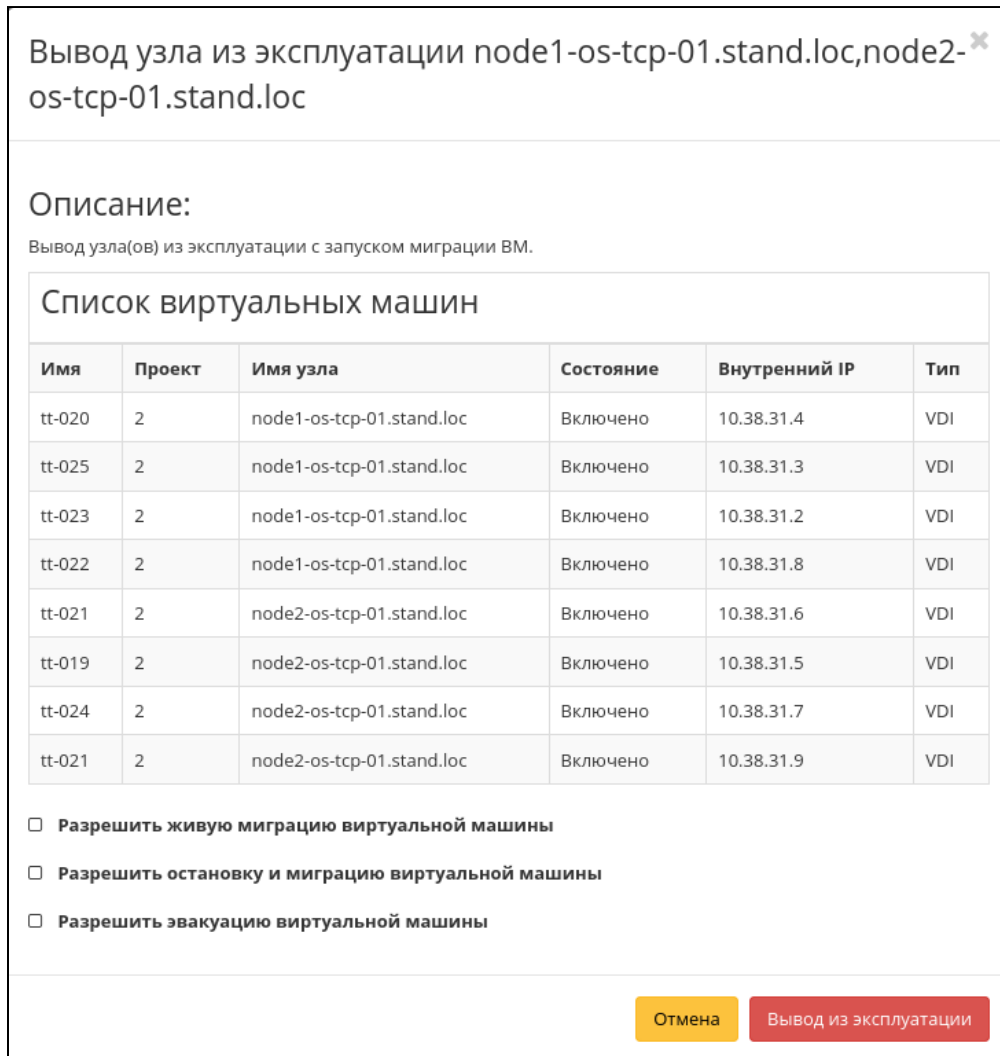 Вывод узла из эксплуатации node1-os-tcp-01.stand.loc,node2-
os-tcp-01.stand.loc
Описание:
Вывод узла(ов) из эксплуатации с запуском миграции ВМ.
Список виртуальных машин
Имя Проект Имя узла Состояние Внутренний IP Тип
tt-020 2 node1-os-tcp-01.stand.loc Включено 10.38.31.4 VDI
tt-025 2 node1-os-tcp-01.stand.loc Включено 10.38.31.3 VDI
tt-023 2 node1-os-tcp-01.stand.loc Включено 10.38.31.2 VDI
tt-022 2 node1-os-tcp-01.stand.loc Включено 10.38.31.8 VDI
tt-021 2 node2-os-tcp-01.stand.loc Включено 10.38.31.6 VDI
tt-019 2 node2-os-tcp-01.stand.loc Включено 10.38.31.5 VDI
tt-024 2 node2-os-tcp-01.stand.loc Включено 10.38.31.7 VDI
tt-021 2 node2-os-tcp-01.stand.loc Включено 10.38.31.9 VDI
Разрешить живую миграцию виртуальной машины
Разрешить остановку и миграцию виртуальной машины
Разрешить эвакуацию виртуальной машины
Отмена Вывод из эксплуатации